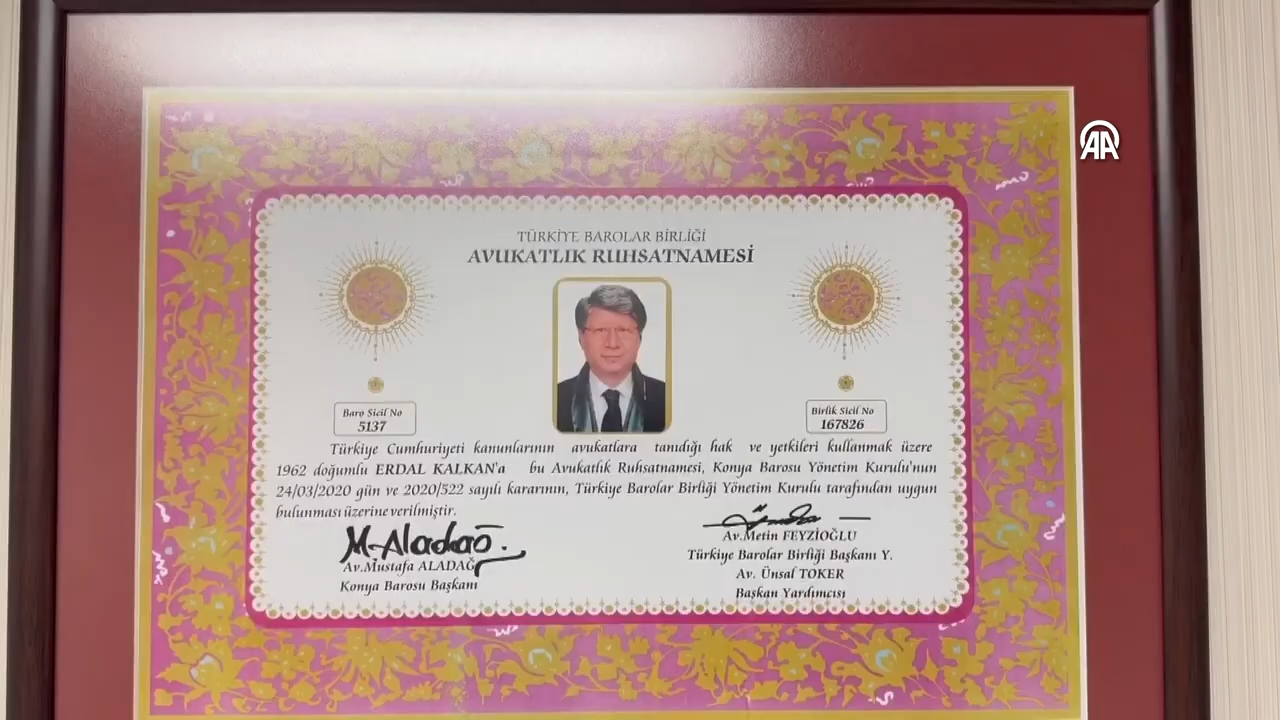 AA
TÜRKİYE BAROLAR BİRLİĞİ
AVUKATLIK RUHSATNAMESİ
Baro Sicil No
5137
Birlik Sicil No
167826
Türkiye Cumhuriyeti kanunlarının avukatlara tanıdığı hak ve yetkileri kullanmak üzere
1962 doğumlu ERDAL KALKAN'a bu Avukatlık Ruhsatnamesi, Konya Barosu Yönetim Kurulu'nun
24/03/2020 gün ve 2020/522 sayılı kararının, Türkiye Barolar Birliği Yönetim Kurulu tarafından uygun
bulunması üzerine verilmiştir.
M-Aladağ.
Av.Mustafa ALADAĞ
Konya Barosu Başkanı
Av.Metin FEYZİOĞLU
Türkiye Barolar Birliği Başkanı Y.
Av. Ünsal TOKER
Başkan Yardımcısı